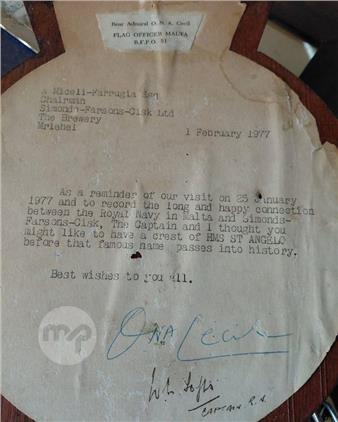 Rear Admiral O.N.A. Cecil
FLAG OFFICER MALTA
B.F.P.O. 51
A Miceli-Farrugia Esq
Chairman
Simonds-Farsons-Cisk Ltd
The Brewery
Mriehel
1 February 1977
As a reminder of our visit on 25 January
1977 and to record the long and happy connection
between the Royal Navy in Malta and Simonds-
Farsons-Cisk, The Captain and I thought you
might like to have a crest of HMS ST ANGELO
before that famous name passes into history.
Best wishes to you all.
ONA Cecil
CAPTAIN R.N.
mp